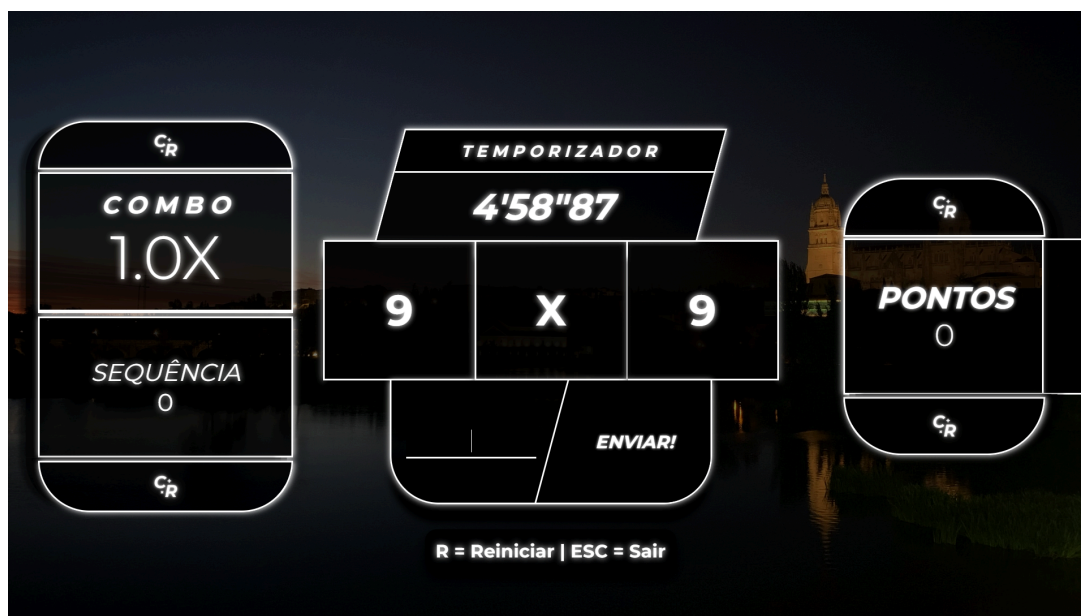 C÷R
COMBO
1.0X
SEQUÊNCIA
0
C÷R
TEMPORIZADOR
4'58"87
9 X 9
ENVIAR!
R = Reiniciar | ESC = Sair
C÷R
PONTOS
0
C÷R